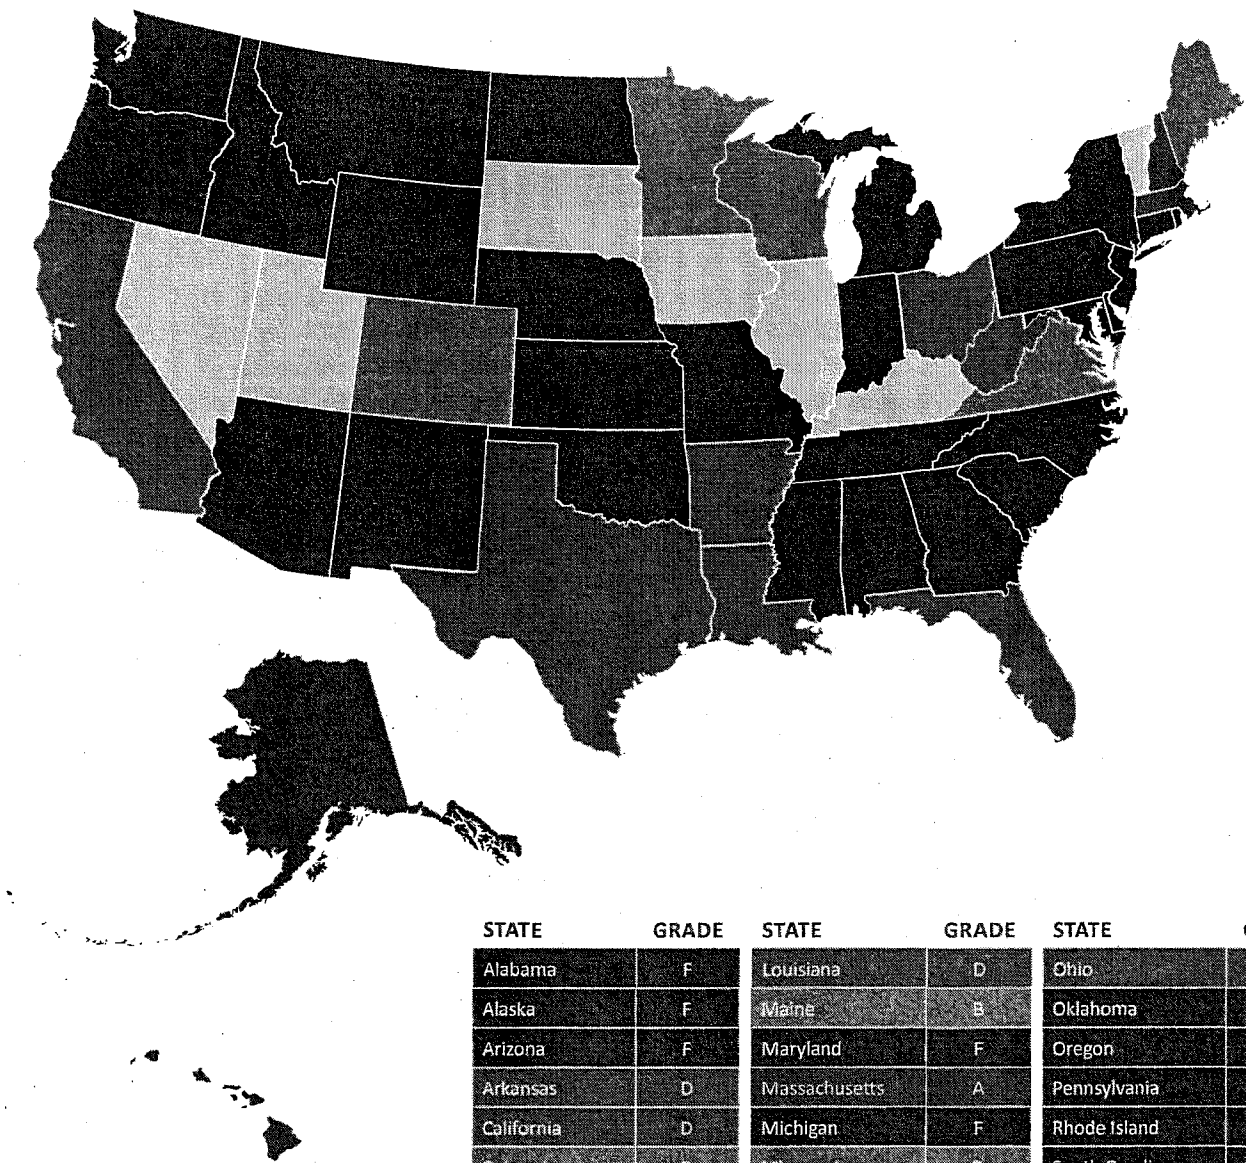 STATE GRADE STATE GRADE STATE
Alabama F Louisiana D Ohio
Alaska F Maine B Oklahoma
Arizona F Maryland F Oregon
Arkansas D Massachusetts A Pennsylvania
California D Michigan F Rhode Island